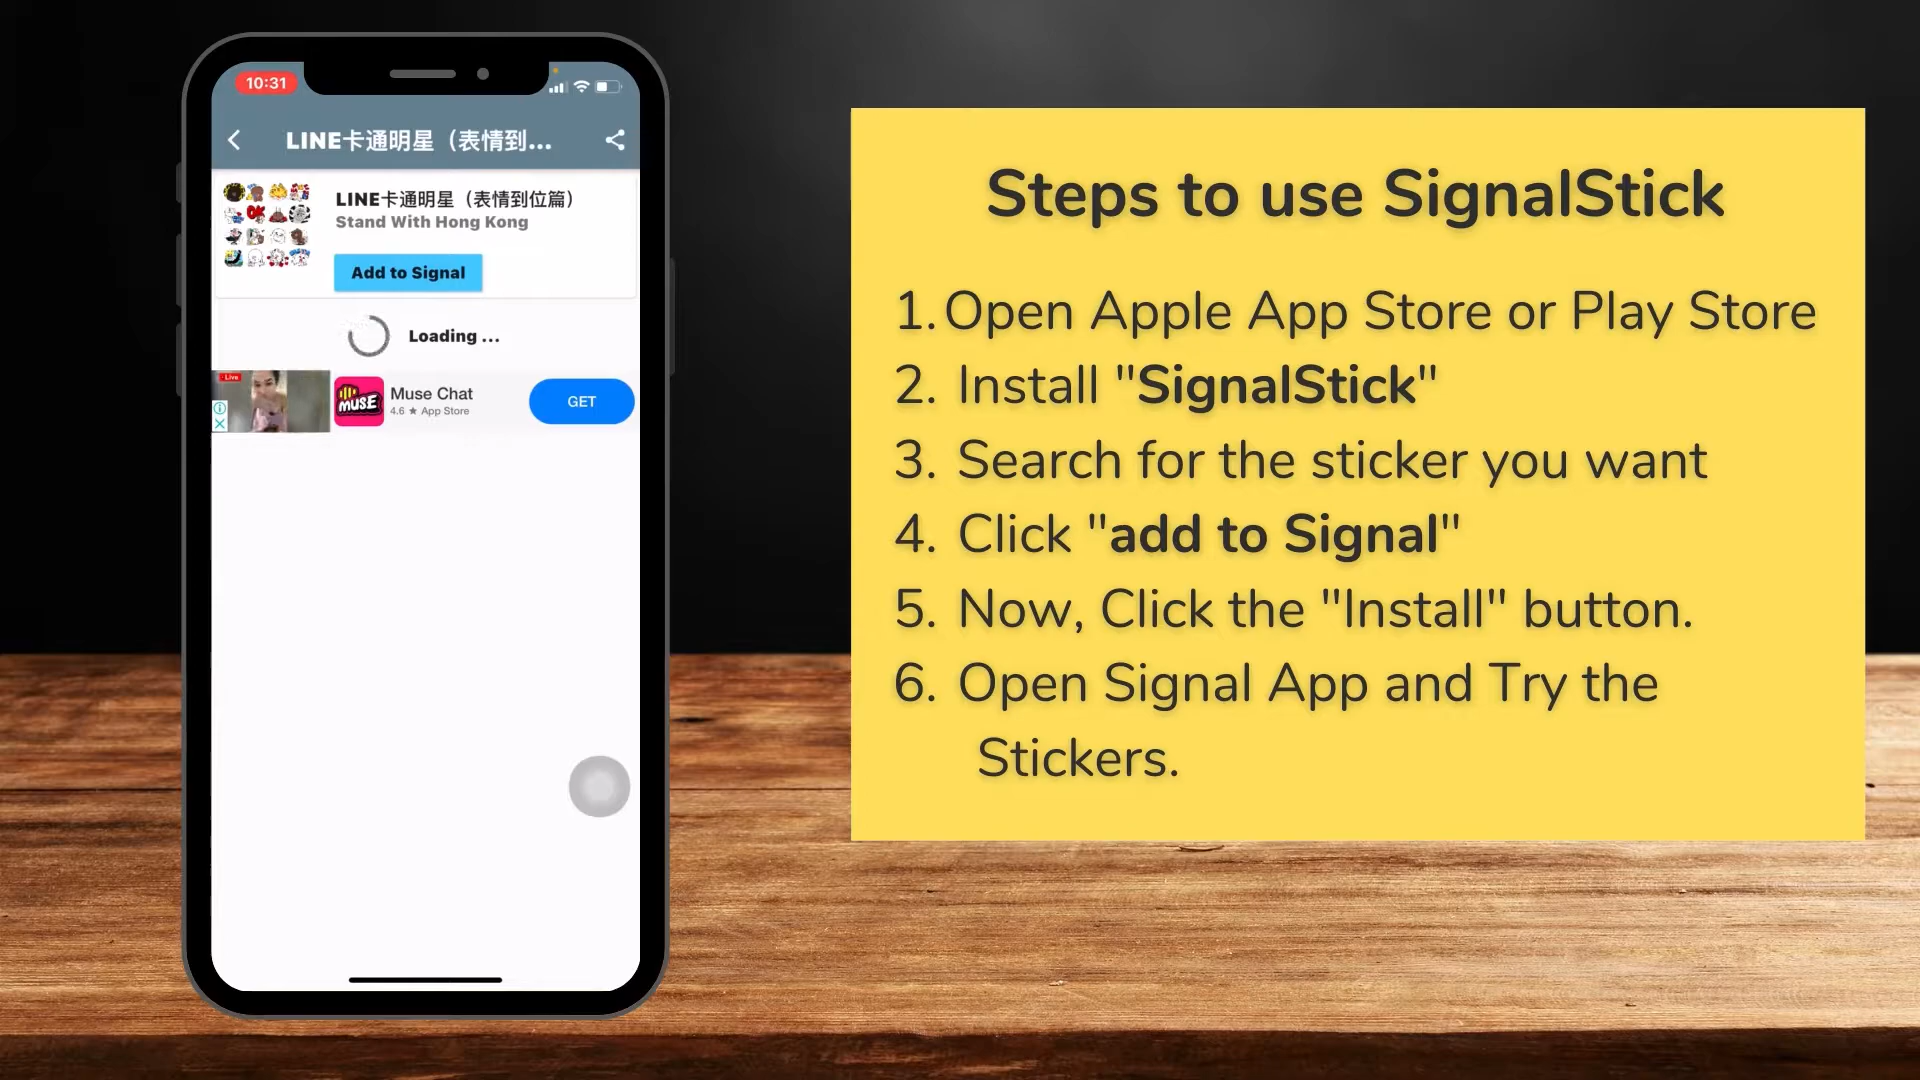 10:31
LINE卡通明星（表情到...
LINE卡通明星（表情到位篇）
Stand With Hong Kong
OK
Add to Signal
Loading ...
Live
MUSE
Muse Chat
4.6 ★ App Store
GET
Steps to use SignalStick
1. Open Apple App Store or Play Store
2. Install "SignalStick"
3. Search for the sticker you want
4. Click "add to Signal"
5. Now, Click the "Install" button.
6. Open Signal App and Try the
Stickers.